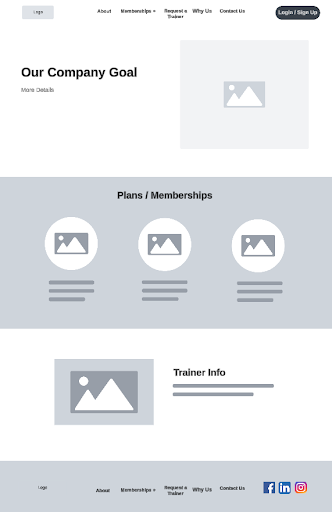 Logo
About
Memberships +
Request a
Trainer
Why Us
Contact Us
Login / Sign Up
Our Company Goal
More Details
Plans / Memberships
Trainer Info
Logo
About
Memberships +
Request a
Trainer
Why Us
Contact Us